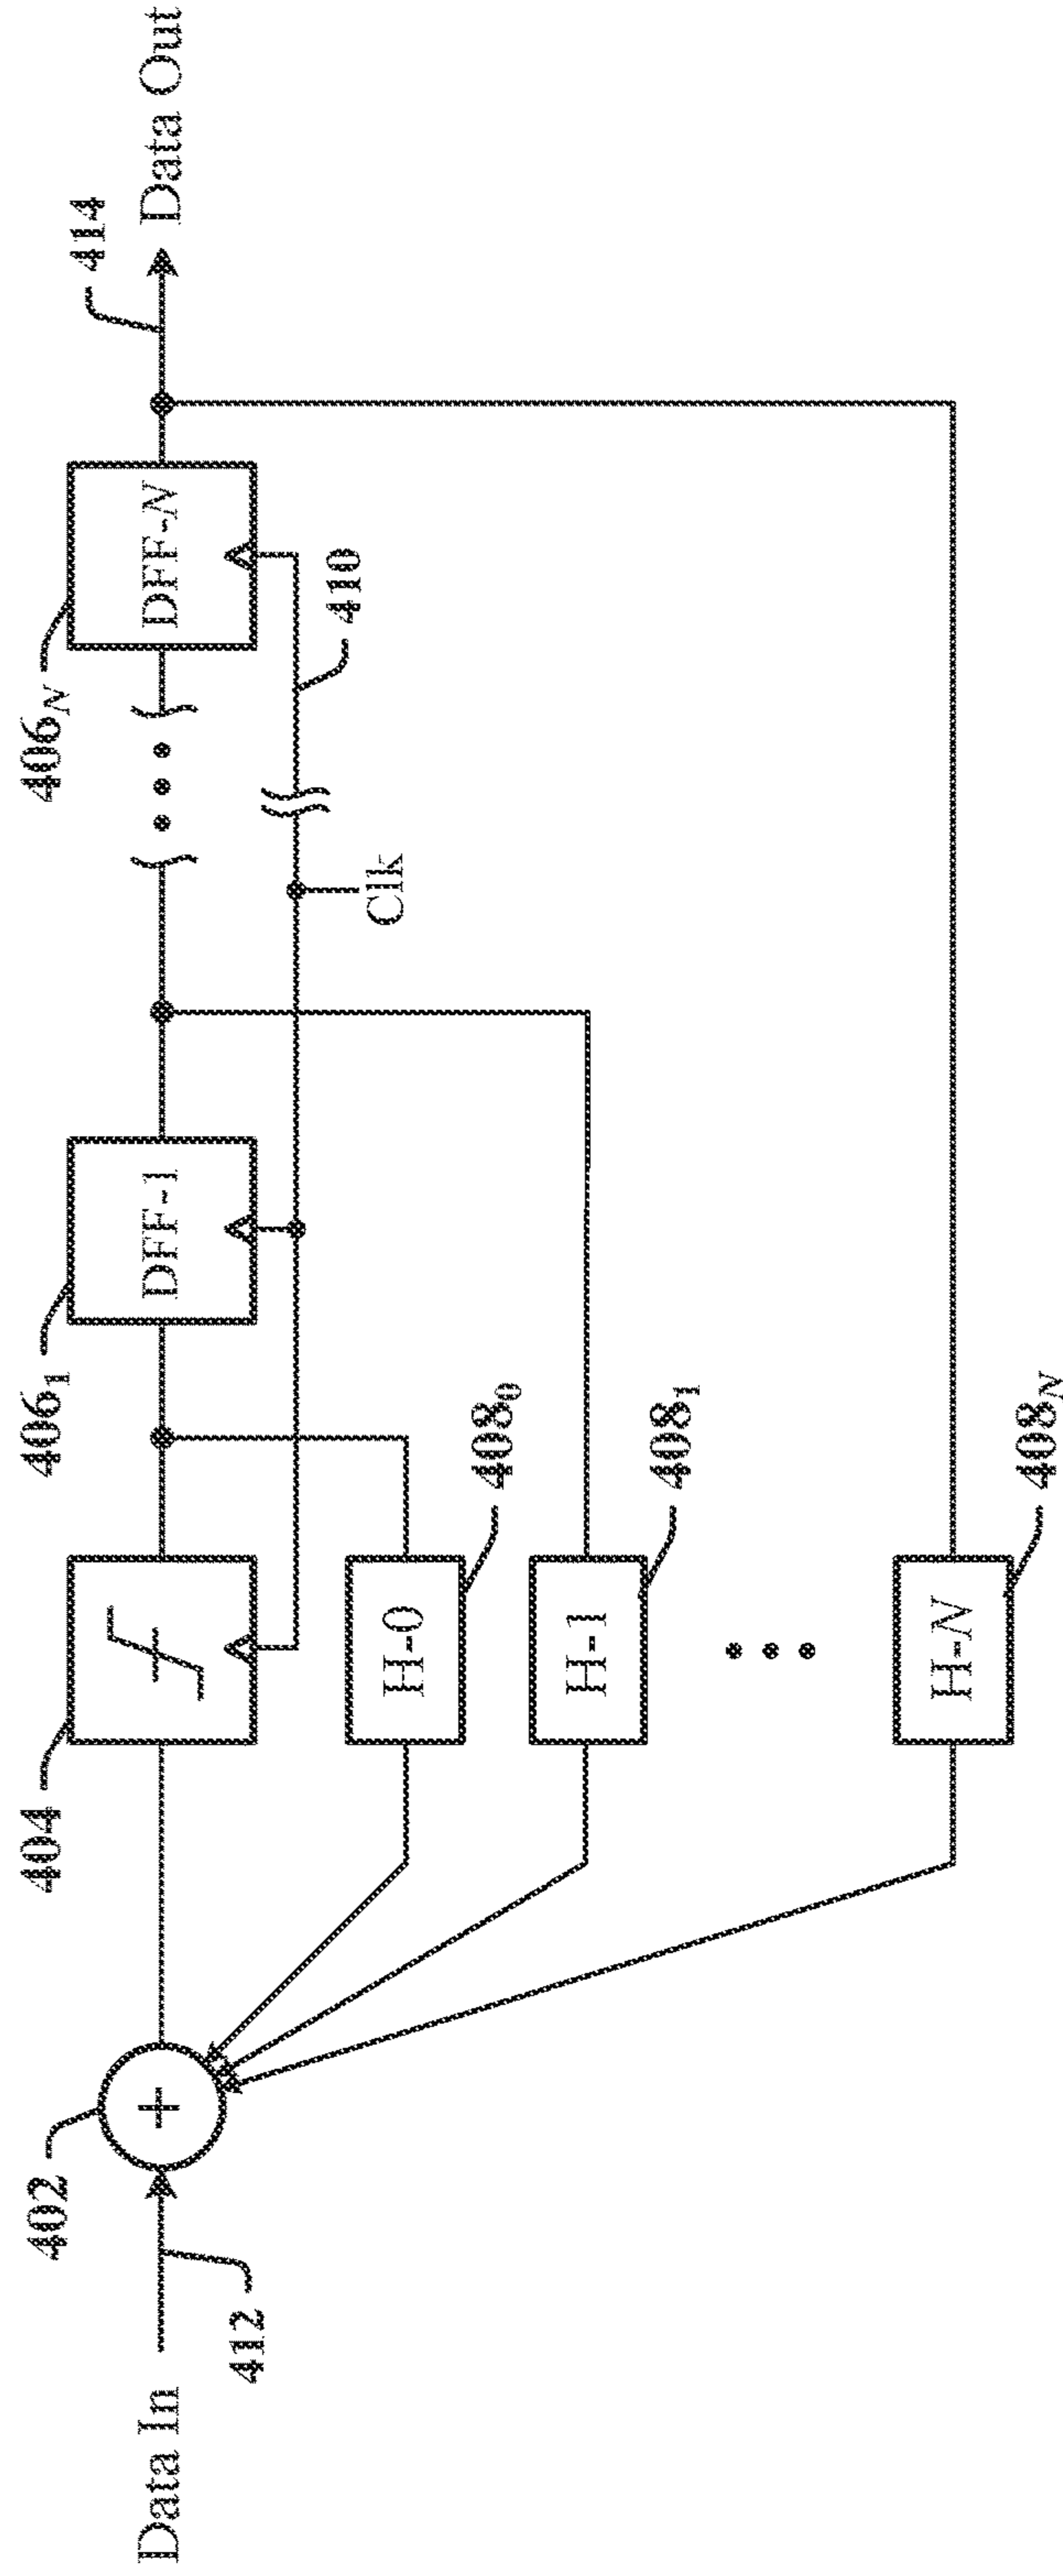 402
404
406₁
406N
414
Data In
+
DFF-1
DFF-N
Data Out
412
Clk
410
H-0
408₀
H-1
408₁
H-N
408N